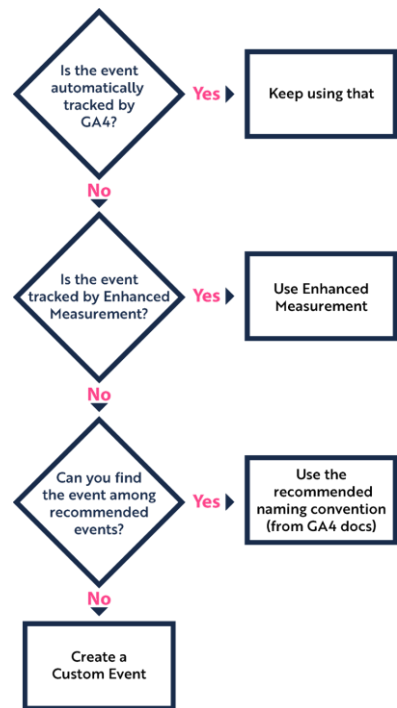 Is the event
automatically
tracked by
GA4?
Yes
Keep using that
No
Is the event
tracked by Enhanced
Measurement?
Yes
Use Enhanced
Measurement
No
Can you find
the event among
recommended
events?
Yes
Use the
recommended
naming convention
(from GA4 docs)
No
Create a
Custom Event